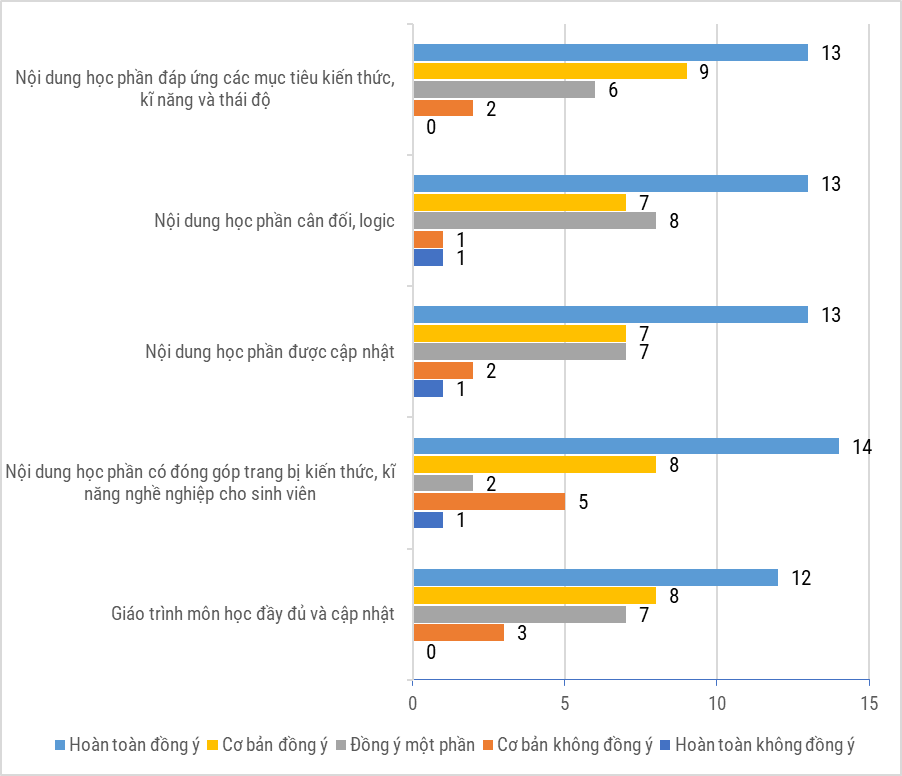 Nội dung học phần đáp ứng các mục tiêu kiến thức,
kĩ năng và thái độ
13
9
6
2
0
Nội dung học phần cân đối, logic
13
7
8
1
1
Nội dung học phần được cập nhật
13
7
7
2
1
Nội dung học phần có đóng góp trang bị kiến thức, kĩ
năng nghề nghiệp cho sinh viên
14
8
2
5
1
Giáo trình môn học đầy đủ và cập nhật
12
8
7
3
0
0 5 10 15
Hoàn toàn đồng ý Cơ bản đồng ý Đồng ý một phần Cơ bản không đồng ý Hoàn toàn không đồng ý